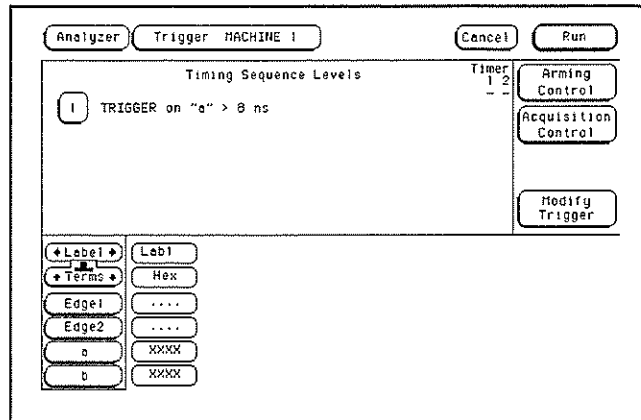 Analyzer Trigger MACHINE 1 Cancel Run
Timing Sequence Levels
Timer
1 2
- -
Arming
Control
1 TRIGGER on "a" > 8 ns
Acquisition
Control
Modify
Trigger
Label Lab1
Terms Hex
Edge1 ....
Edge2 ....
a XXXX
b XXXX